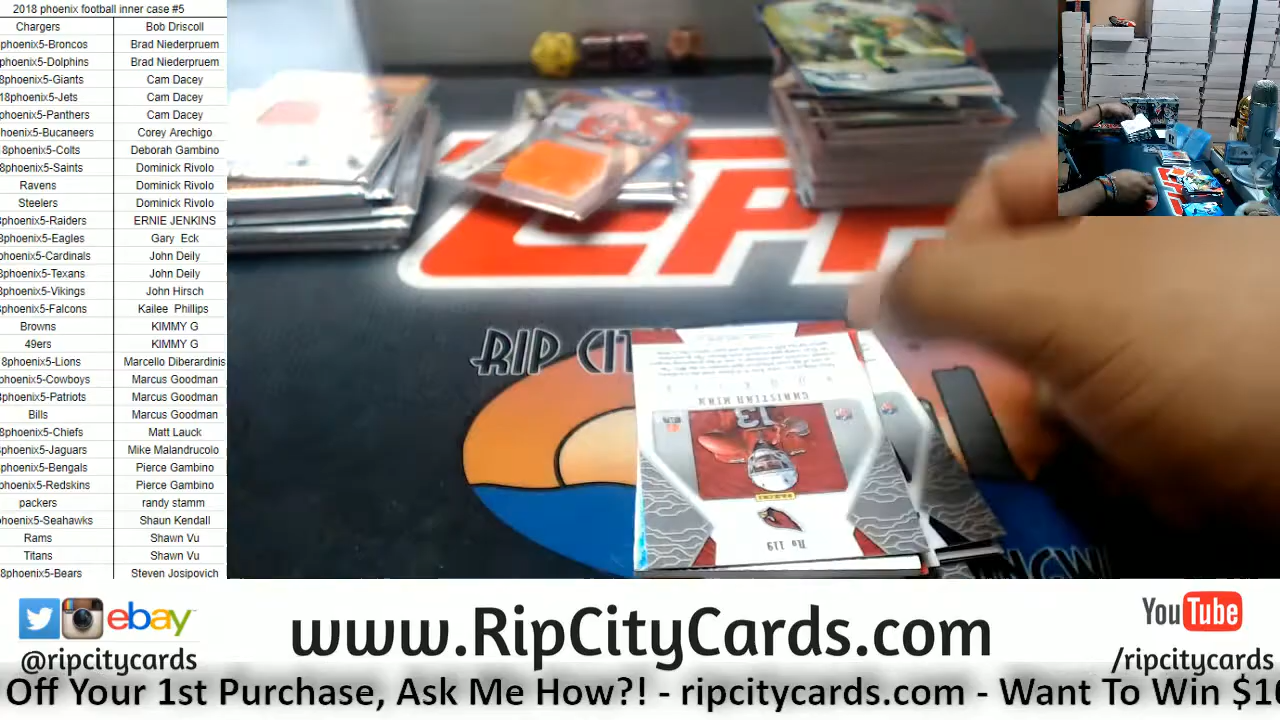 2018 phoenix football inner case #5
Chargers Bob Driscoll
phoenix5-Broncos Brad Niederpruem
phoenix5-Dolphins Brad Niederpruem
8phoenix5-Giants Cam Dacey
18phoenix5-Jets Cam Dacey
phoenix5-Panthers Cam Dacey
phoenix5-Bucaneers Corey Arechigo
8phoenix5-Colts Deborah Gambino
8phoenix5-Saints Dominick Rivolo
Ravens Dominick Rivolo
Steelers Dominick Rivolo
phoenix5-Raiders ERNIE JENKINS
8phoenix5-Eagles Gary Eck
phoenix5-Cardinals John Deily
8phoenix5-Texans John Deily
8phoenix5-Vikings John Hirsch
phoenix5-Falcons Kailee Phillips
Browns KIMMY G
49ers KIMMY G
8phoenix5-Lions Marcello Diberardinis
phoenix5-Cowboys Marcus Goodman
phoenix5-Patriots Marcus Goodman
Bills Marcus Goodman
8phoenix5-Chiefs Matt Lauck
phoenix5-Jaguars Mike Malandrucolo
phoenix5-Bengals Pierce Gambino
phoenix5-Redskins Pierce Gambino
packers randy stamm
phoenix5-Seahawks Shaun Kendall
Rams Shawn Vu
Titans Shawn Vu
8phoenix5-Bears Steven Josipovich
RIP CIT
CHRISTIAN KIRK
13
PANINI
No. 119
ebay
@ripcitycards
www.RipCityCards.com
YouTube
/ripcitycards
Off Your 1st Purchase, Ask Me How?! - ripcitycards.com - Want To Win $10